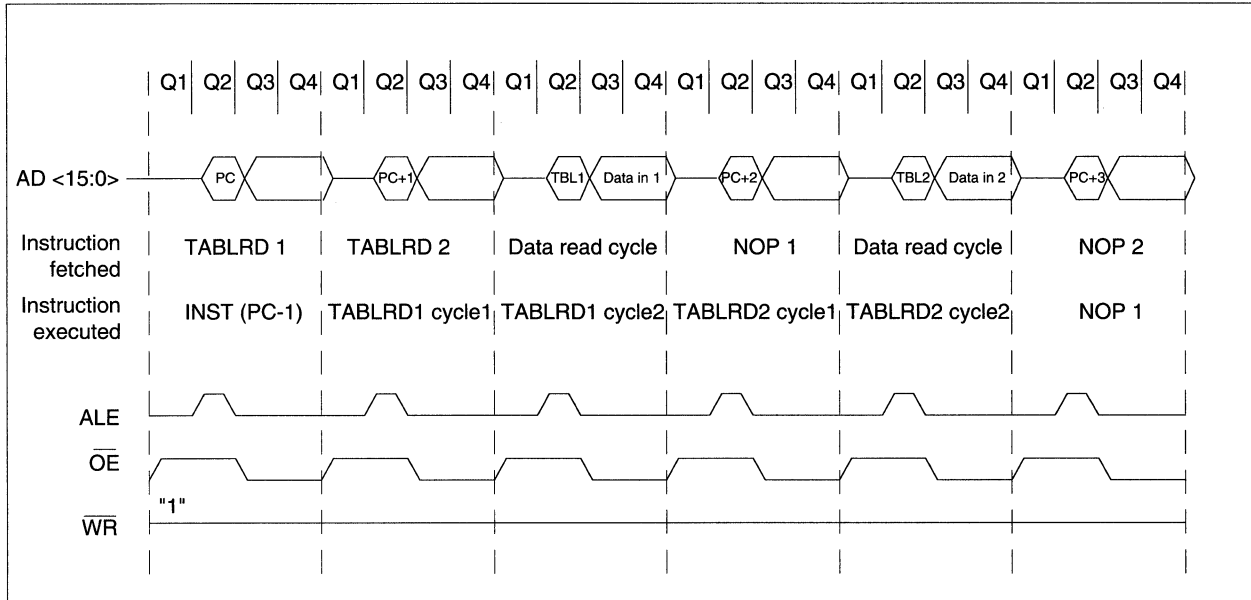 Q1 Q2 Q3 Q4 Q1 Q2 Q3 Q4 Q1 Q2 Q3 Q4 Q1 Q2 Q3 Q4 Q1 Q2 Q3 Q4 Q1 Q2 Q3 Q4
AD <15:0> PC PC+1 TBL1 Data in 1 PC+2 TBL2 Data in 2 PC+3
Instruction fetched TABLRD 1 TABLRD 2 Data read cycle NOP 1 Data read cycle NOP 2
Instruction executed INST (PC-1) TABLRD1 cycle1 TABLRD1 cycle2 TABLRD2 cycle1 TABLRD2 cycle2 NOP 1
ALE
OE
"1"
WR